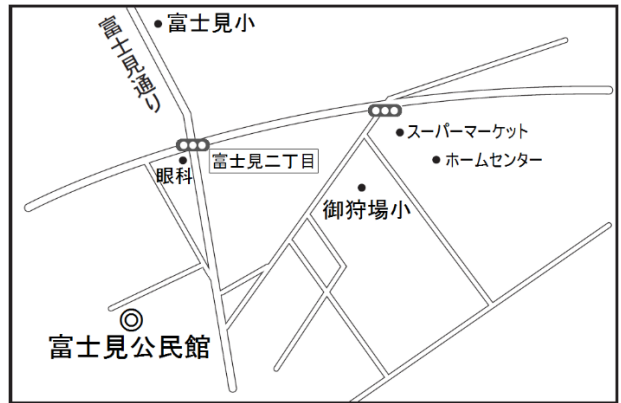 富士見小
富士見通り
スーパーマーケット
ホームセンター
富士見二丁目
眼科
御狩場小
富士見公民館